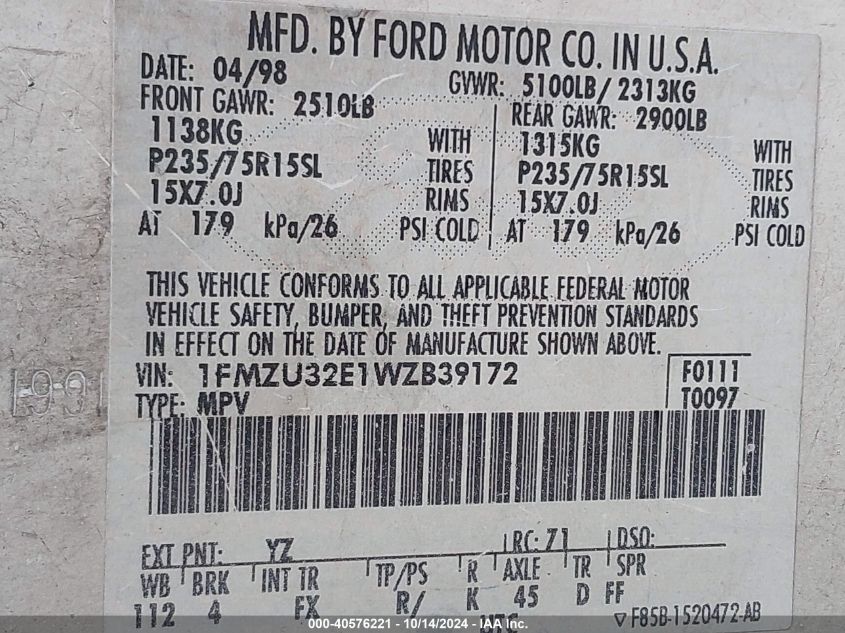 MFD. BY FORD MOTOR CO. IN U.S.A.
DATE: 04/98 GVWR: 5100LB/ 2313KG
FRONT GAWR: 2510LB REAR GAWR: 2900LB
1138KG WITH 1315KG WITH
P235/75R15SL TIRES P235/75R15SL TIRES
15X7.0J RIMS 15X7.0J RIMS
AT 179 kPa/26 PSI COLD AT 179 kPa/26 PSI COLD
THIS VEHICLE CONFORMS TO ALL APPLICABLE FEDERAL MOTOR
VEHICLE SAFETY, BUMPER, AND THEFT PREVENTION STANDARDS
IN EFFECT ON THE DATE OF MANUFACTURE SHOWN ABOVE.
VIN: 1FMZU32E1WZB39172 F0111
TYPE: MPV T0097
EXT PNT: YZ RC: 71 DSO:
WB BRK INT TR TP/PS R AXLE TR SPR
112 4 FX R/ K 45 D FF
▽F85B-1520472-AB
000-40576221 - 10/14/2024 - IAAI.COM